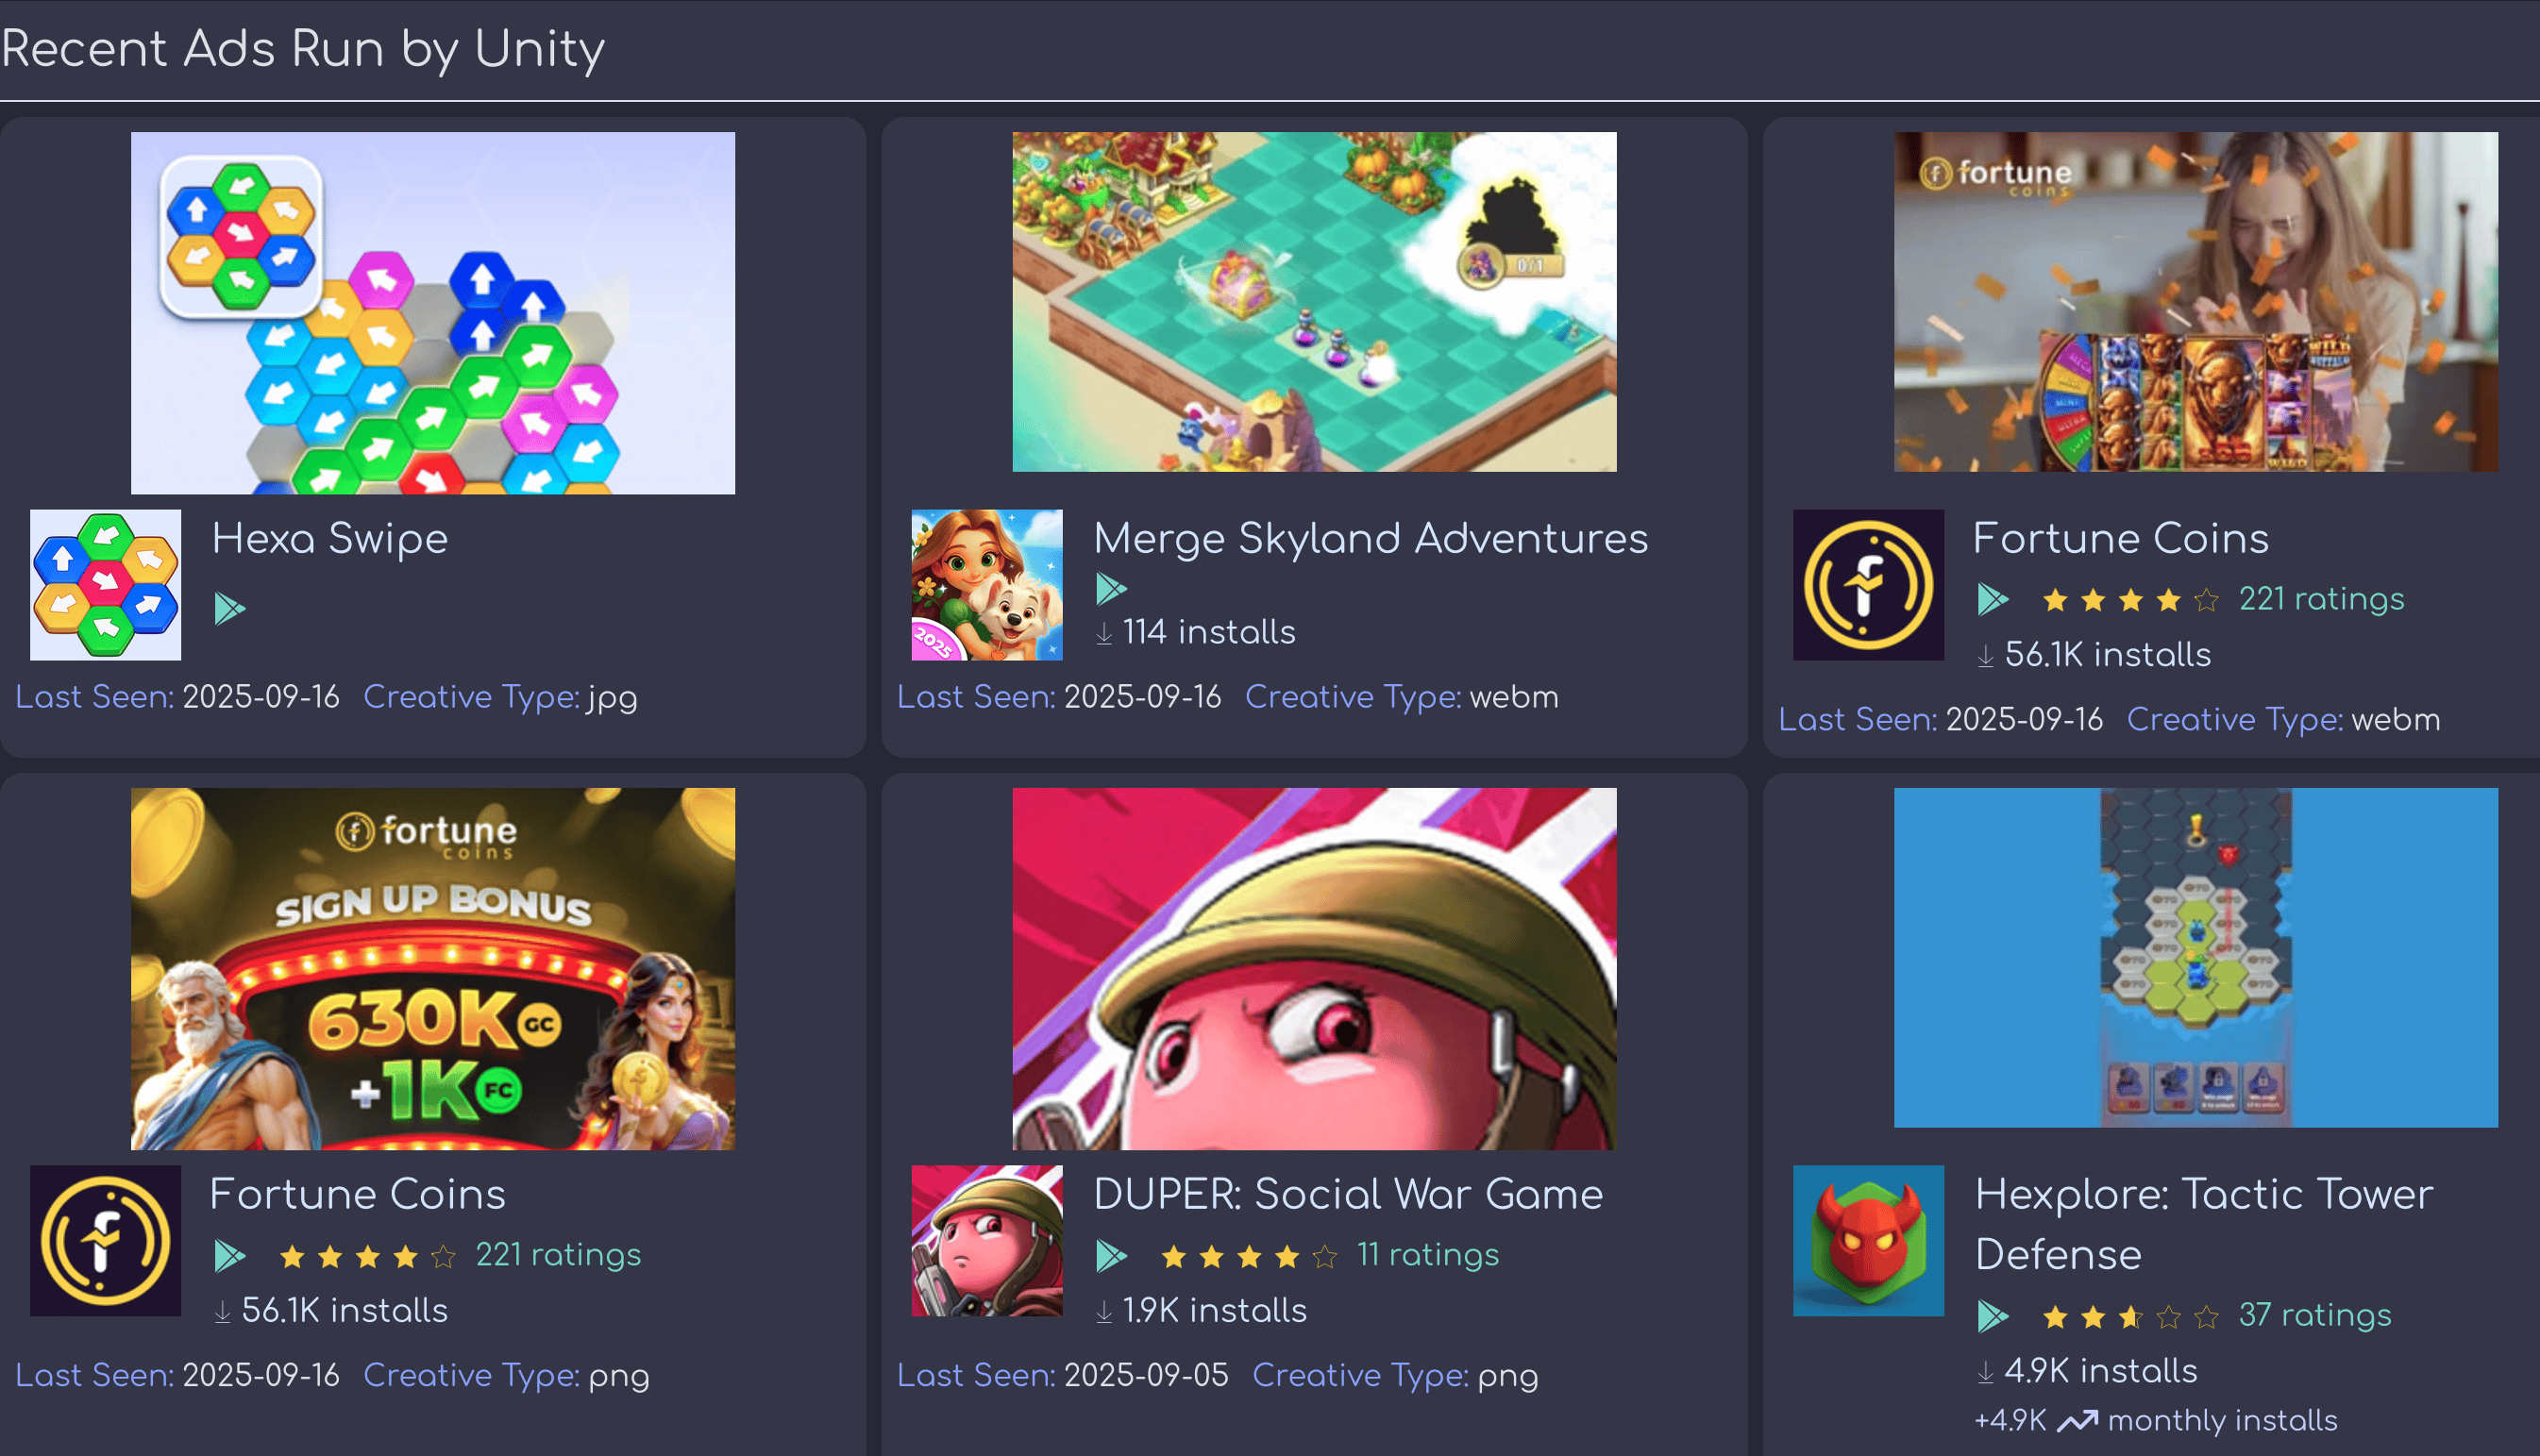 Recent Ads Run by Unity
0/1
fortune
coins
Hexa Swipe
Merge Skyland Adventures
114 installs
2025
Fortune Coins
221 ratings
56.1K installs
Last Seen: 2025-09-16 Creative Type: jpg
Last Seen: 2025-09-16 Creative Type: webm
Last Seen: 2025-09-16 Creative Type: webm
fortune
coins
SIGN UP BONUS
630K GC
+1K FC
Fortune Coins
221 ratings
56.1K installs
Last Seen: 2025-09-16 Creative Type: png
DUPER: Social War Game
11 ratings
1.9K installs
Last Seen: 2025-09-05 Creative Type: png
Hexplore: Tactic Tower
Defense
37 ratings
4.9K installs
+4.9K monthly installs